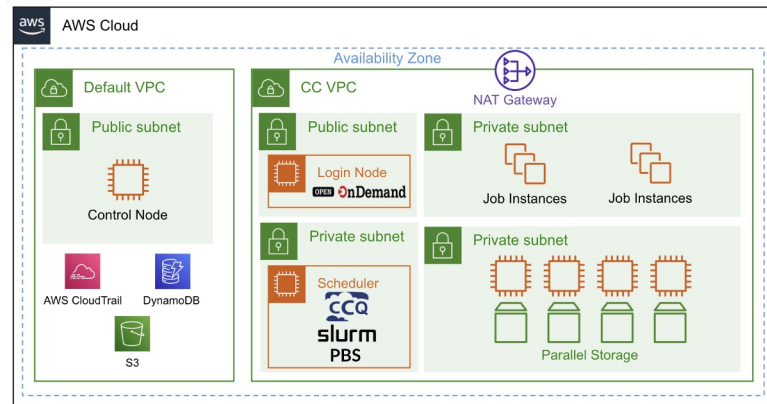 aws
AWS Cloud
Availability Zone
NAT Gateway
Default VPC
Public subnet
Control Node
AWS CloudTrail
DynamoDB
S3
CC VPC
Public subnet
Login Node
OPEN OnDemand
Private subnet
Job Instances
Job Instances
Private subnet
Scheduler
CCQ
slurm
PBS
Private subnet
Parallel Storage